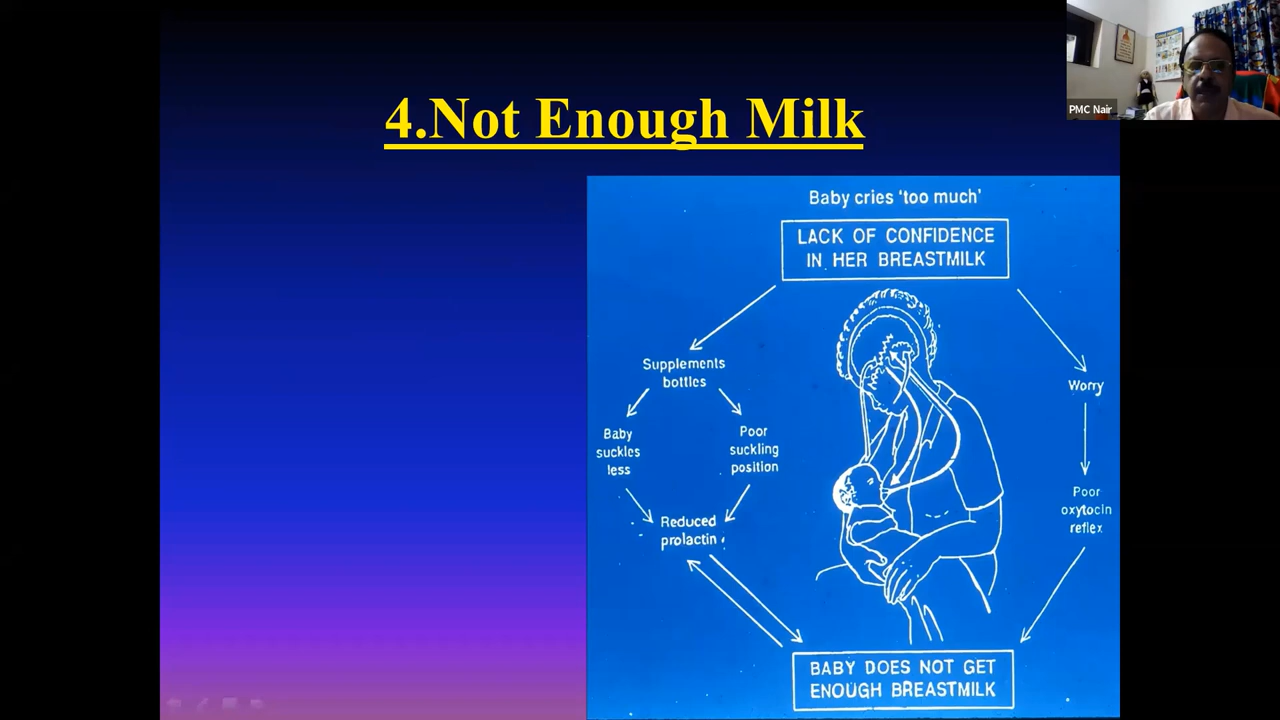 4.Not Enough Milk
PMC Nair
Baby cries ‘too much’
LACK OF CONFIDENCE
IN HER BREASTMILK
Supplements
bottles
Worry
Baby
suckles
less
Poor
suckling
position
Poor
oxytocin
reflex
Reduced
prolactin
BABY DOES NOT GET
ENOUGH BREASTMILK